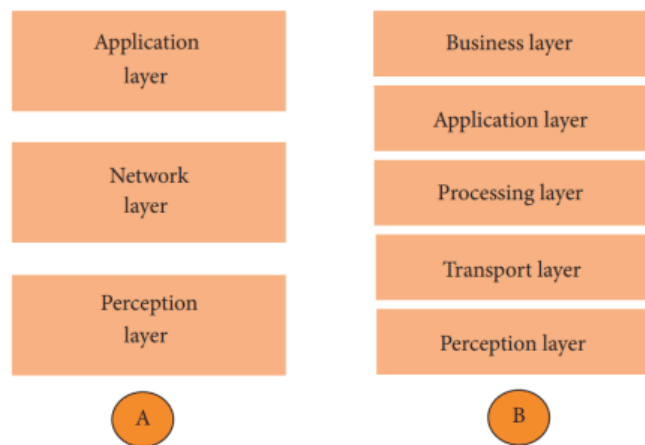 Application
layer
Network
layer
Perception
layer
A
Business layer
Application layer
Processing layer
Transport layer
Perception layer
B